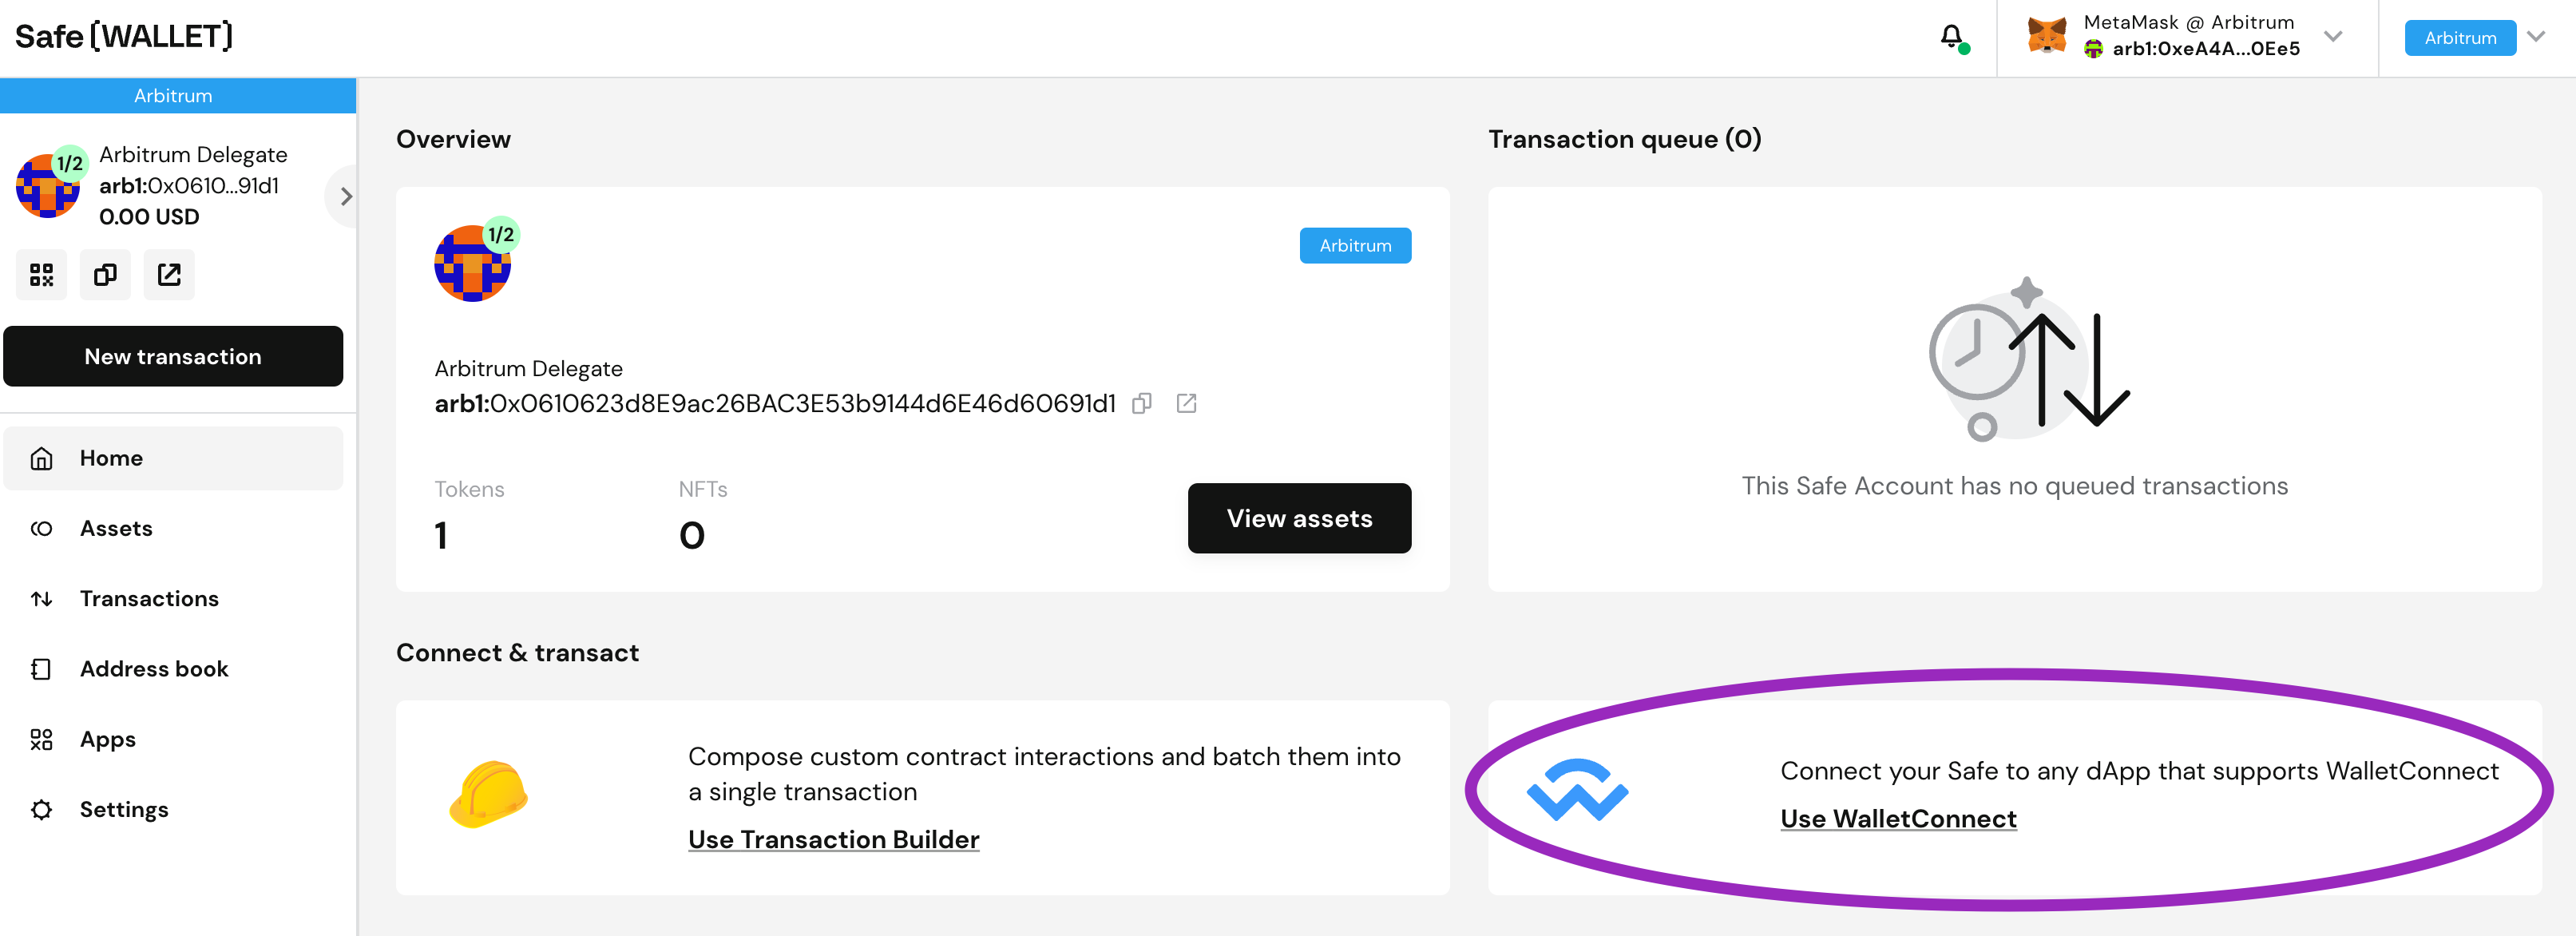 Safe{WALLET}
MetaMask @ Arbitrum
arb1:0xeA4A...0Ee5
Arbitrum
Arbitrum
1/2
Arbitrum Delegate
arb1:0x0610...91d1
0.00 USD
New transaction
Home
Assets
Transactions
Address book
Apps
Settings
Overview
1/2
Arbitrum
Arbitrum Delegate
arb1:0x0610623d8E9ac26BAC3E53b9144d6E46d60691d1
Tokens
NFTs
1
0
View assets
Transaction queue (0)
This Safe Account has no queued transactions
Connect & transact
Compose custom contract interactions and batch them into
a single transaction
Use Transaction Builder
Connect your Safe to any dApp that supports WalletConnect
Use WalletConnect